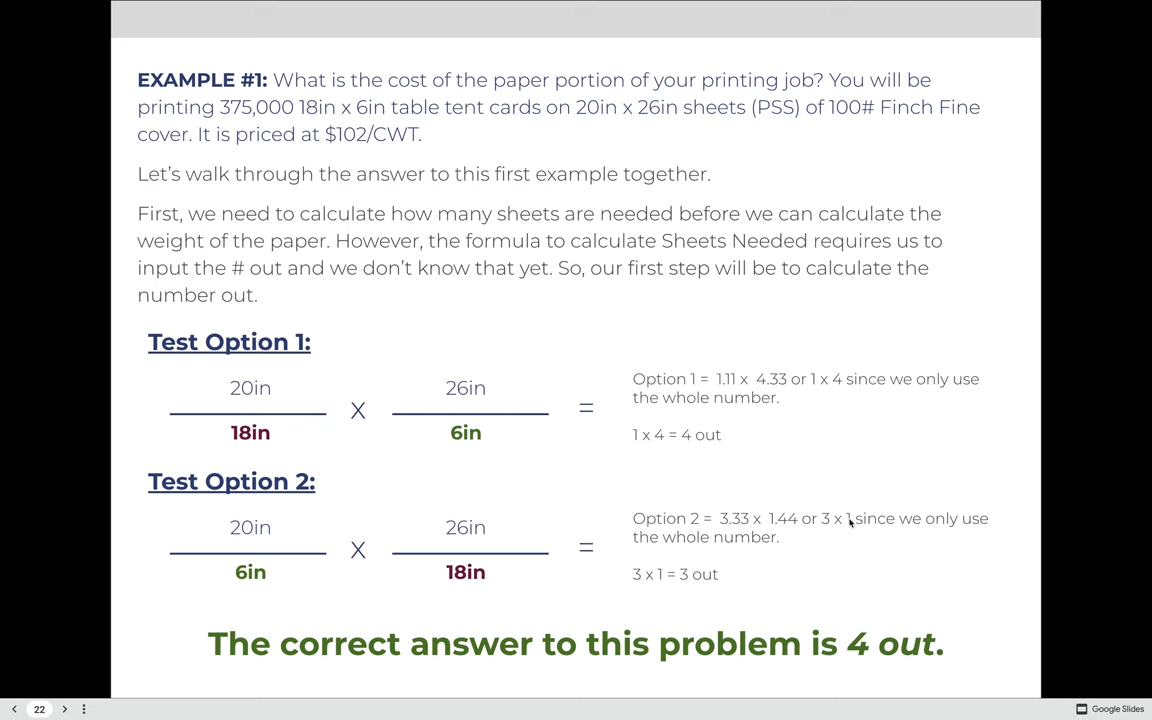 EXAMPLE #1: What is the cost of the paper portion of your printing job? You will be
printing 375,000 18in x 6in table tent cards on 20in x 26in sheets (PSS) of 100# Finch Fine
cover. It is priced at $102/CWT.
Let’s walk through the answer to this first example together.
First, we need to calculate how many sheets are needed before we can calculate the
weight of the paper. However, the formula to calculate Sheets Needed requires us to
input the # out and we don’t know that yet. So, our first step will be to calculate the
number out.
Test Option 1:
20in
18in
X
26in
6in
=
Option 1 = 1.11 x 4.33 or 1 x 4 since we only use
the whole number.
1 x 4 = 4 out
Test Option 2:
20in
6in
X
26in
18in
=
Option 2 = 3.33 x 1.44 or 3 x 1 since we only use
the whole number.
3 x 1 = 3 out
The correct answer to this problem is 4 out.
22
Google Slides